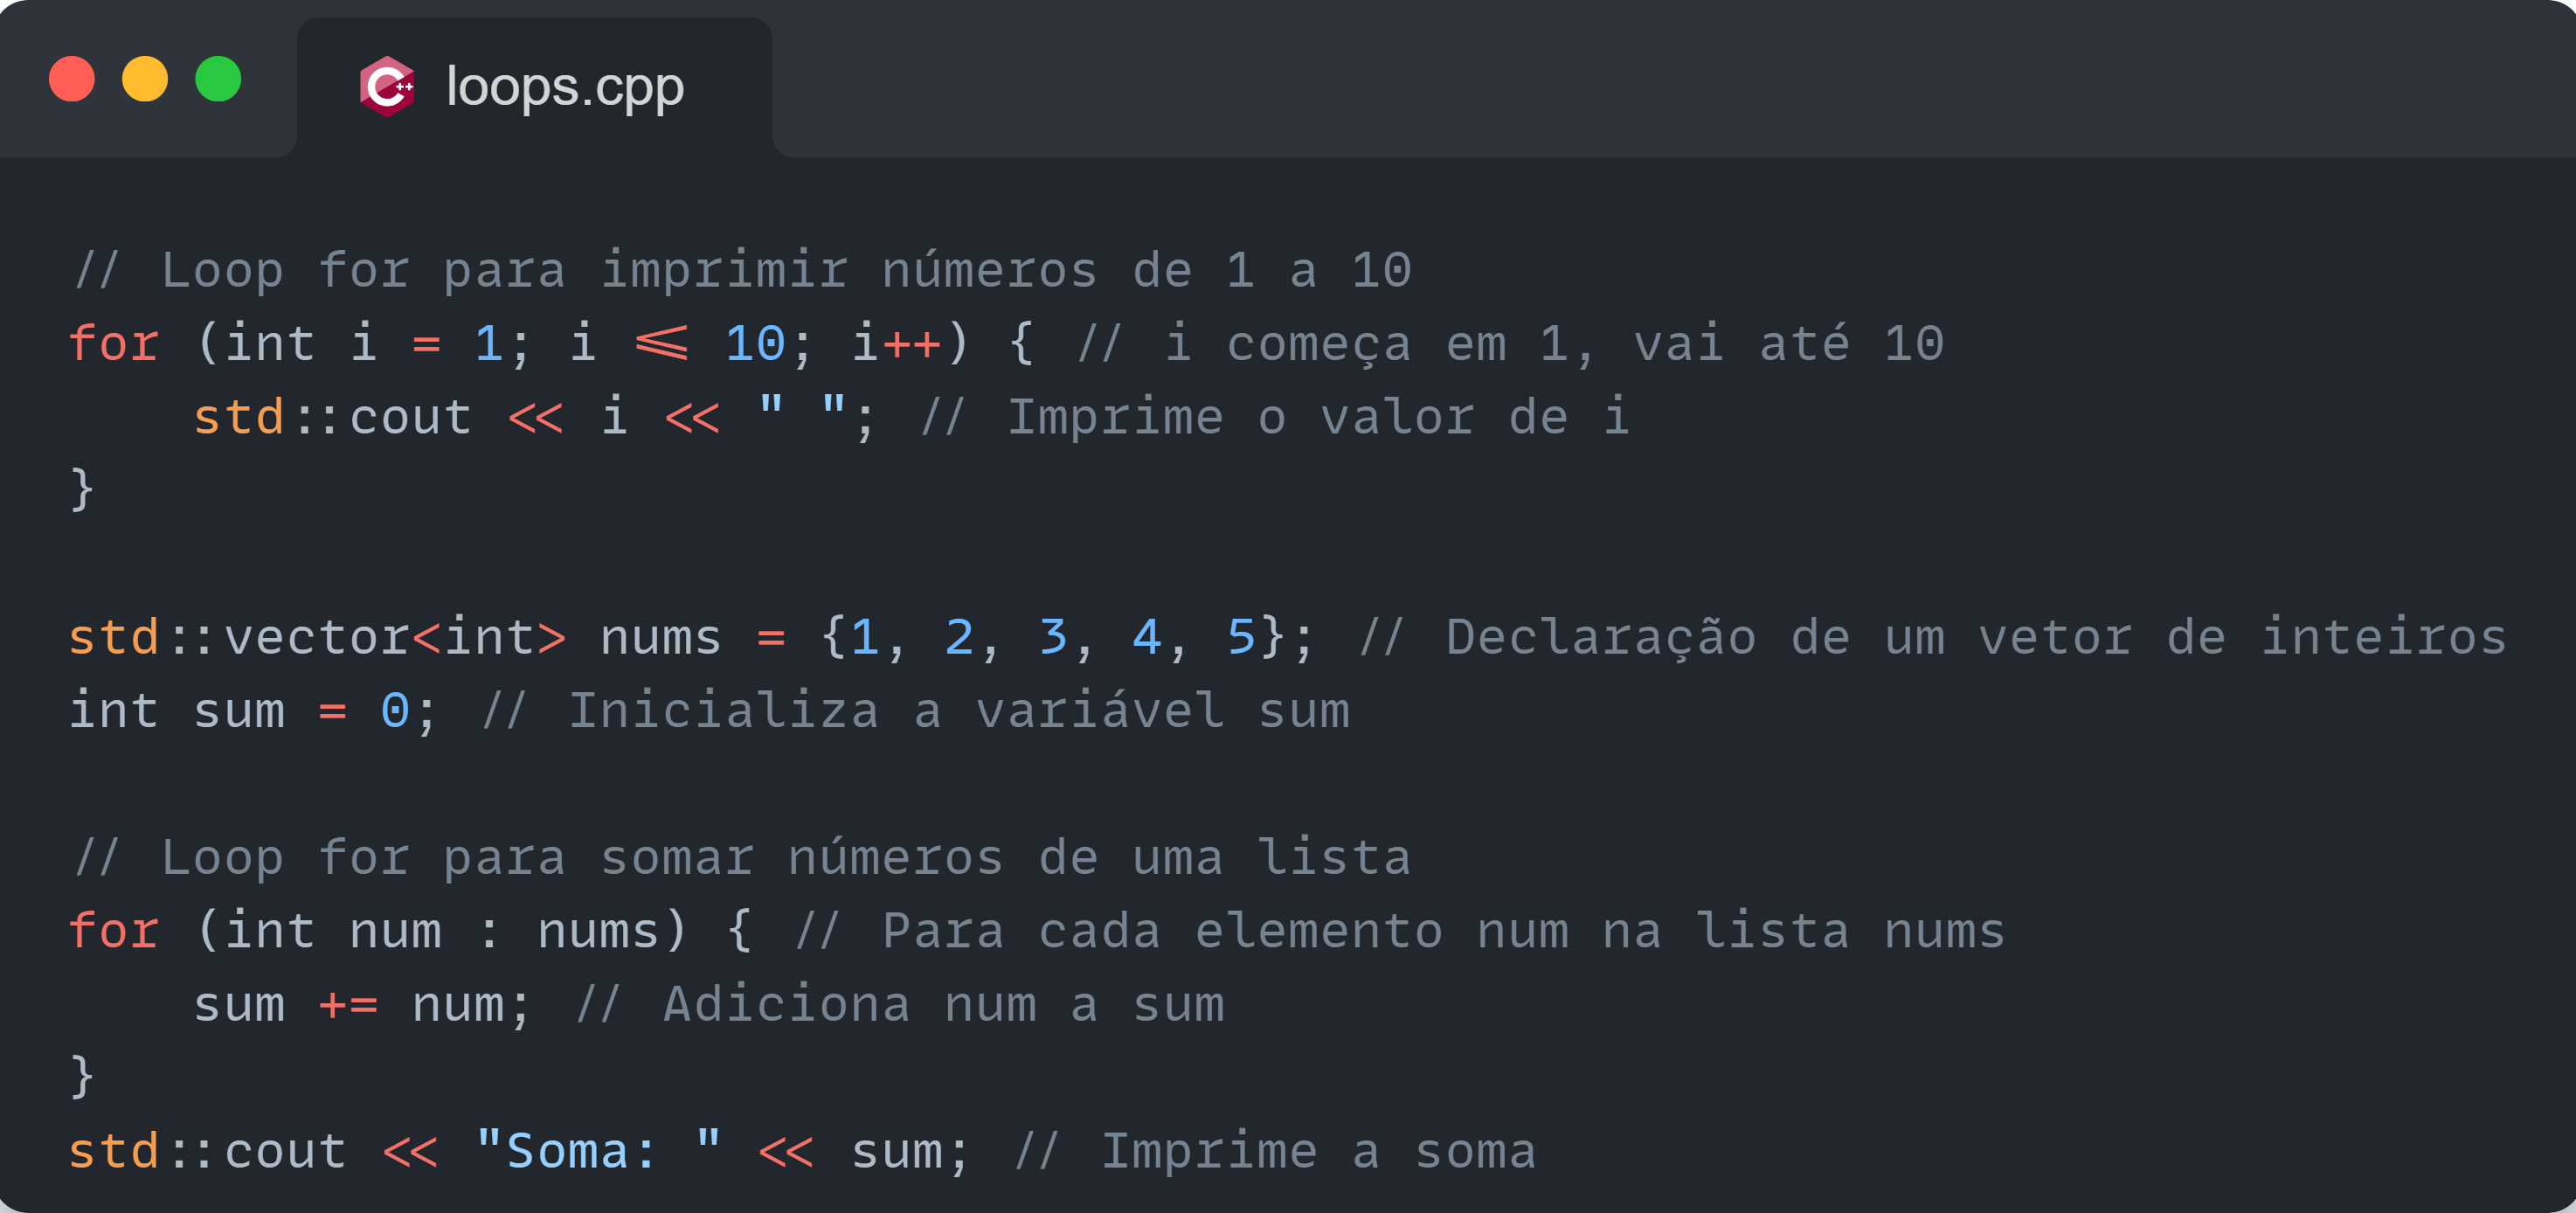 loops.cpp
// Loop for para imprimir números de 1 a 10
for (int i = 1; i <= 10; i++) { // i começa em 1, vai até 10
    std::cout << i << " "; // Imprime o valor de i
}
std::vector<int> nums = {1, 2, 3, 4, 5}; // Declaração de um vetor de inteiros
int sum = 0; // Inicializa a variável sum
// Loop for para somar números de uma lista
for (int num : nums) { // Para cada elemento num na lista nums
    sum += num; // Adiciona num a sum
}
std::cout << "Soma: " << sum; // Imprime a soma